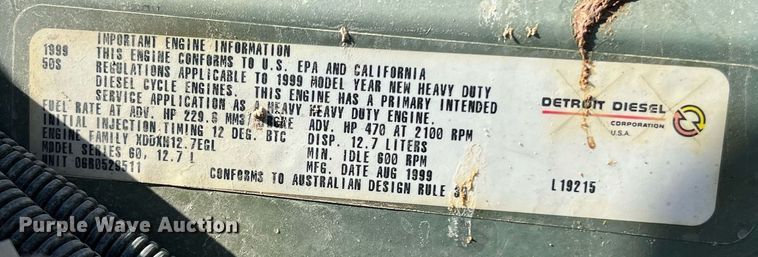 IMPORTANT ENGINE INFORMATION
1999 THIS ENGINE CONFORMS TO U.S. EPA AND CALIFORNIA
50S REGULATIONS APPLICABLE TO 1999 MODEL YEAR NEW HEAVY DUTY
DIESEL CYCLE ENGINES. THIS ENGINE HAS A PRIMARY INTENDED
SERVICE APPLICATION AS A HEAVY HEAVY DUTY ENGINE.
FUEL RATE AT ADV. HP 229.6 ADV. HP 470 AT 2100 RPM
INITIAL INJECTION TIMING 12 DEG. BTC DISP. 12.7 LITERS
ENGINE FAMILY XDDXH12.7EGL MIN. IDLE 600 RPM
MODEL SERIES 60, 12.7 L MFG. DATE AUG 1999
UNIT 06R0529511 CONFORMS TO AUSTRALIAN DESIGN RULE L19215
DETROIT DIESEL
CORPORATION
U.S.A.
Purple Wave Auction